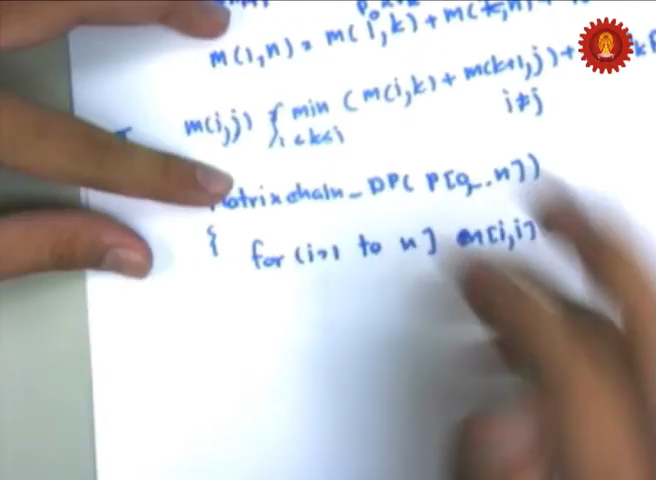 m(1,n) = m(1,k) + m(k,n) +
m(i,j) { min (m(i,k) + m(k+1,j) +
i<k<j i≠j
Matrixchain_DP( P[0...n])
{ for (i=1 to n] m[i,i]